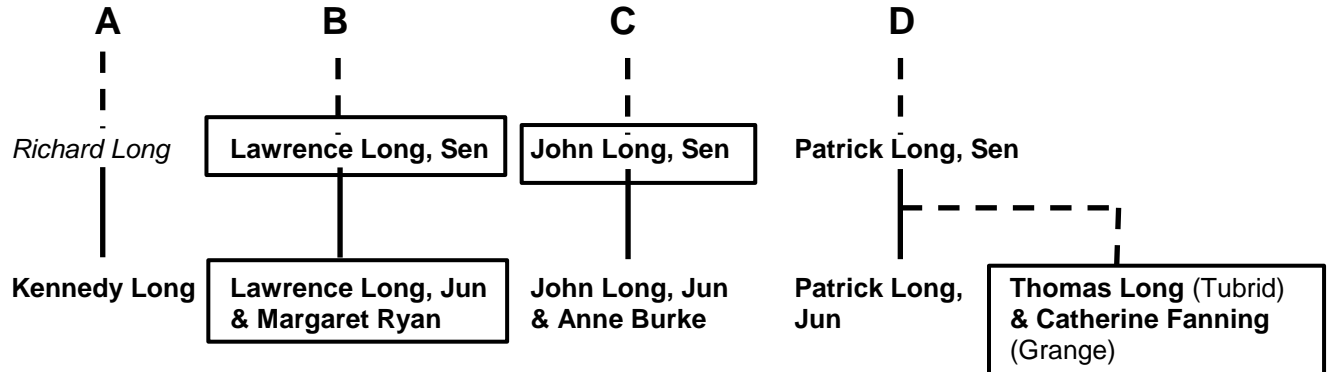 A B C D
Richard Long Lawrence Long, Sen John Long, Sen Patrick Long, Sen
Kennedy Long Lawrence Long, Jun John Long, Jun Patrick Long, Thomas Long (Tubrid)
& Margaret Ryan & Anne Burke Jun & Catherine Fanning
(Grange)